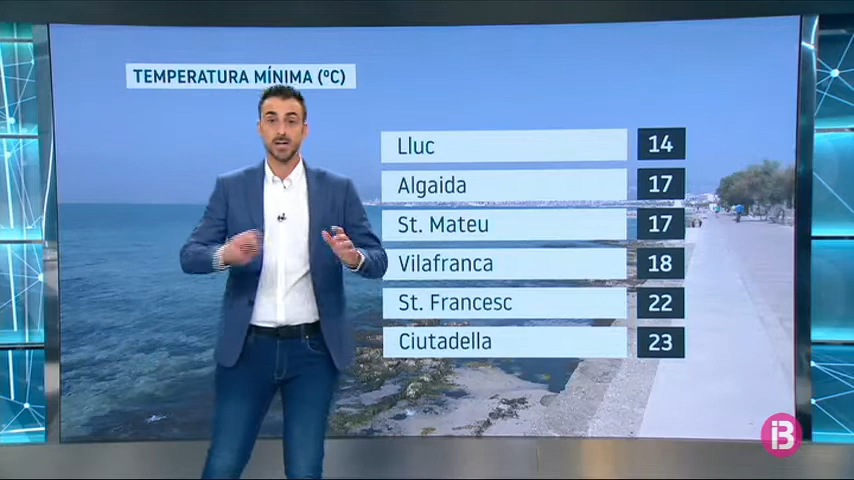 TEMPERATURA MÍNIMA (ºC)
Lluc 14
Algaida 17
St. Mateu 17
Vilafranca 18
St. Francesc 22
Ciutadella 23
IB